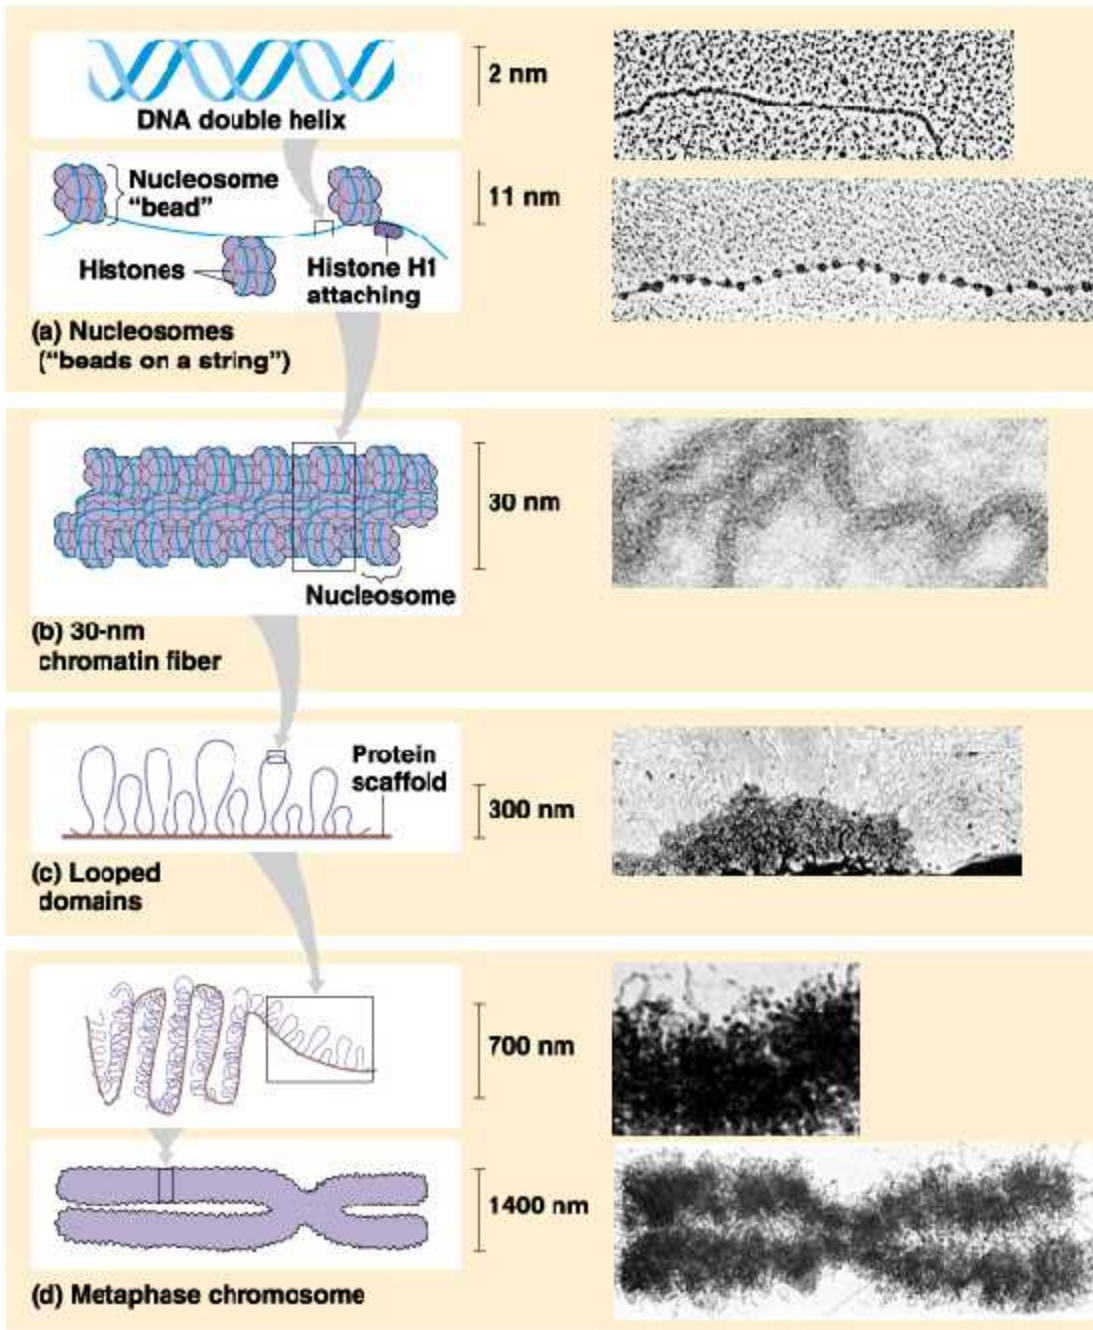 2 nm
DNA double helix
Nucleosome
“bead”
11 nm
Histones
Histone H1
attaching
(a) Nucleosomes
(“beads on a string”)
30 nm
Nucleosome
(b) 30-nm
chromatin fiber
Protein
scaffold
300 nm
(c) Looped
domains
700 nm
1400 nm
(d) Metaphase chromosome